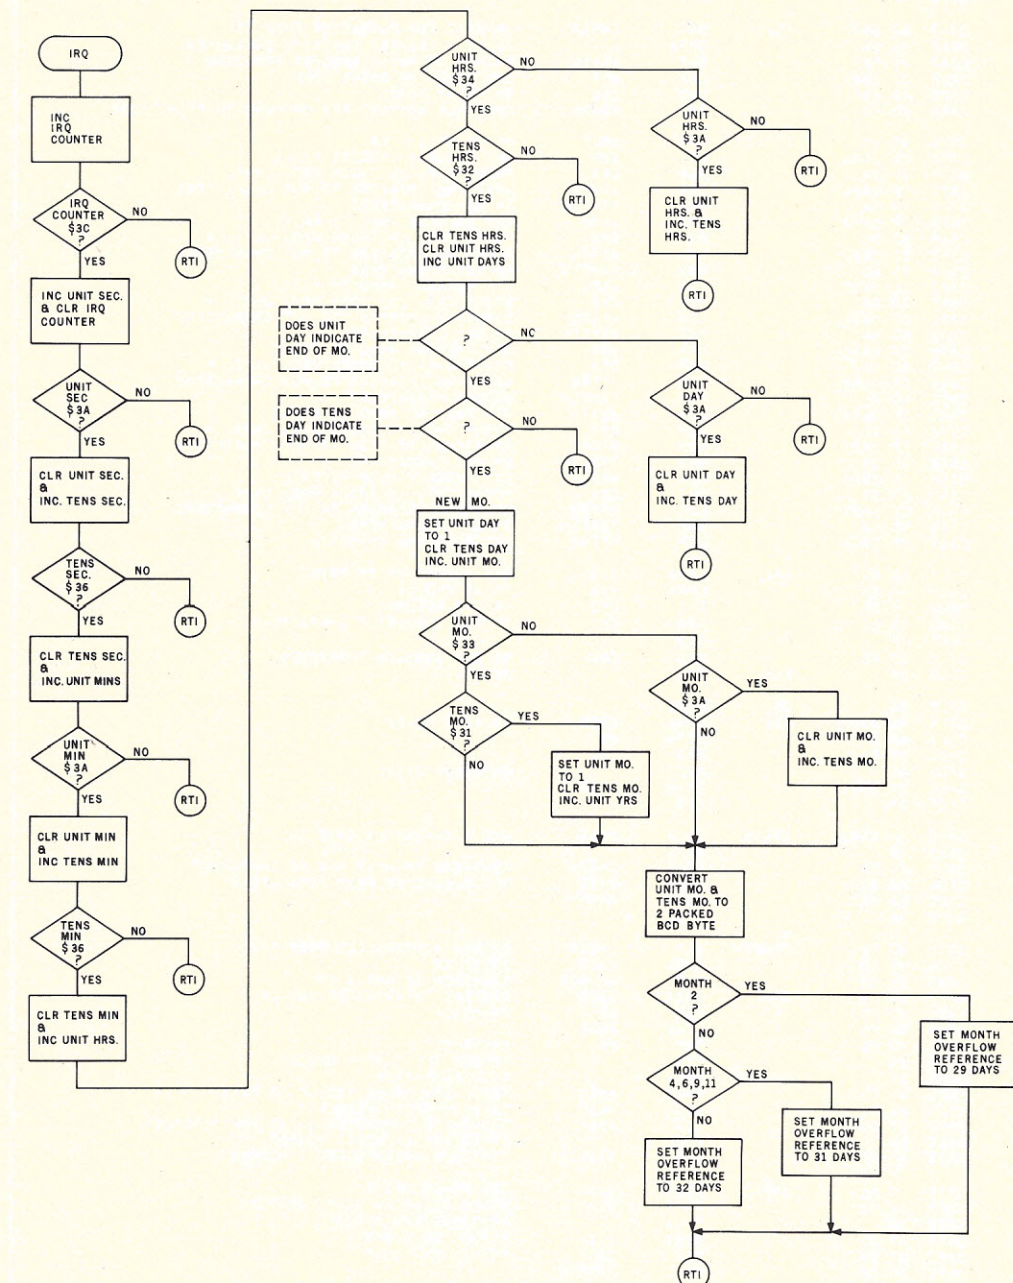 IRQ
INC
IRQ
COUNTER
IRQ
COUNTER
$3C
?
NO
RTI
YES
INC UNIT SEC.
& CLR IRQ
COUNTER
UNIT
SEC
$3A
?
NO
RTI
YES
CLR UNIT SEC.
&
INC. TENS SEC.
TENS
SEC.
$36
?
NO
RTI
YES
CLR TENS SEC.
&
INC. UNIT MINS
UNIT
MIN
$3A
?
NO
RTI
YES
CLR UNIT MIN
&
INC TENS MIN
TENS
MIN
$36
?
NO
RTI
YES
CLR TENS MIN
&
INC UNIT HRS.
UNIT
HRS.
$34
?
NO
YES
UNIT
HRS.
$3A
?
NO
RTI
YES
CLR UNIT
HRS. &
INC. TENS
HRS.
RTI
TENS
HRS.
$32
?
NO
RTI
YES
CLR TENS HRS.
CLR UNIT HRS.
INC UNIT DAYS
DOES UNIT
DAY INDICATE
END OF MO.
?
NC
YES
UNIT
DAY
$3A
?
NO
RTI
YES
CLR UNIT DAY
&
INC. TENS DAY
RTI
DOES TENS
DAY INDICATE
END OF MO.
?
NO
RTI
YES
NEW MO.
SET UNIT DAY
TO 1
CLR TENS DAY
INC. UNIT MO.
UNIT
MO.
$33
?
NO
YES
UNIT
MO.
$3A
?
YES
NO
CLR UNIT MO.
&
INC. TENS MO.
TENS
MO.
$31
?
YES
NO
SET UNIT MO.
TO 1
CLR TENS MO.
INC. UNIT YRS
CONVERT
UNIT MO. &
TENS MO. TO
2 PACKED
BCD BYTE
MONTH
2
?
YES
NO
SET MONTH
OVERFLOW
REFERENCE
TO 29 DAYS
MONTH
4,6,9,11
?
YES
NO
SET MONTH
OVERFLOW
REFERENCE
TO 31 DAYS
SET MONTH
OVERFLOW
REFERENCE
TO 32 DAYS
RTI